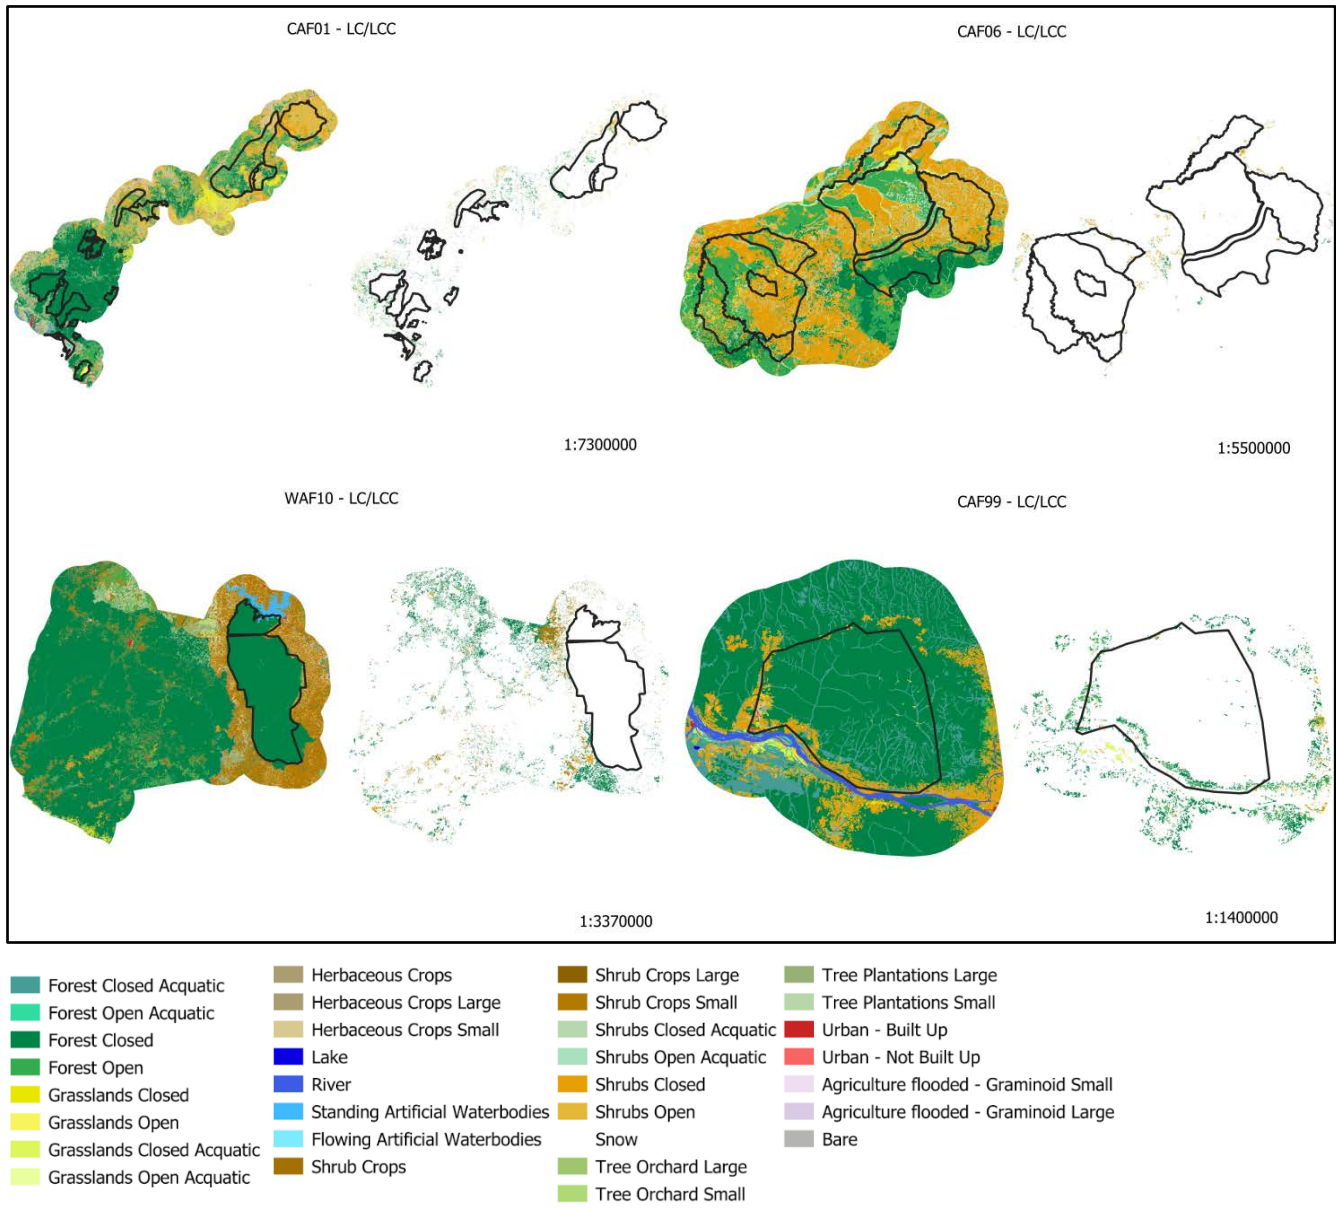 CAF01 - LC/LCC
CAF06 - LC/LCC
1:7300000
1:5500000
WAF10 - LC/LCC
CAF99 - LC/LCC
1:3370000
1:1400000
Forest Closed Acquatic
Forest Open Acquatic
Forest Closed
Forest Open
Grasslands Closed
Grasslands Open
Grasslands Closed Acquatic
Grasslands Open Acquatic
Herbaceous Crops
Herbaceous Crops Large
Herbaceous Crops Small
Lake
River
Standing Artificial Waterbodies
Flowing Artificial Waterbodies
Shrub Crops
Shrub Crops Large
Shrub Crops Small
Shrubs Closed Acquatic
Shrubs Open Acquatic
Shrubs Closed
Shrubs Open
Snow
Tree Orchard Large
Tree Orchard Small
Tree Plantations Large
Tree Plantations Small
Urban - Built Up
Urban - Not Built Up
Agriculture flooded - Graminoid Small
Agriculture flooded - Graminoid Large
Bare